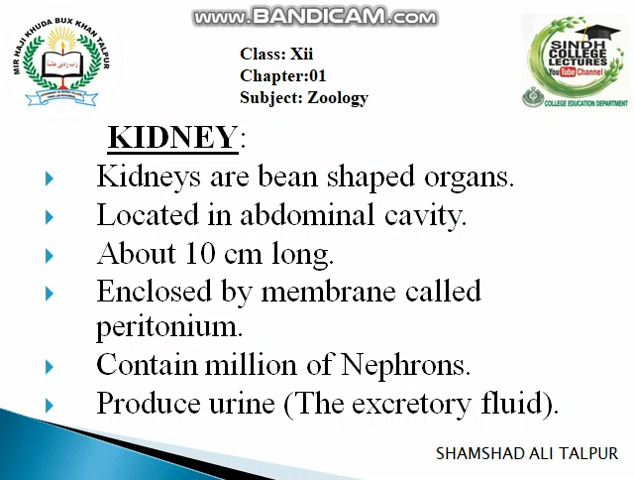 www.BANDICAM.com
MIR HAJI KHUDA BUX KHAN TALPUR
SINDH
COLLEGE
LECTURES
YouTube Channel
COLLEGE EDUCATION DEPARTMENT
Class: Xii
Chapter:01
Subject: Zoology
KIDNEY:
Kidneys are bean shaped organs.
Located in abdominal cavity.
About 10 cm long.
Enclosed by membrane called
peritonium.
Contain million of Nephrons.
Produce urine (The excretory fluid).
SHAMSHAD ALI TALPUR